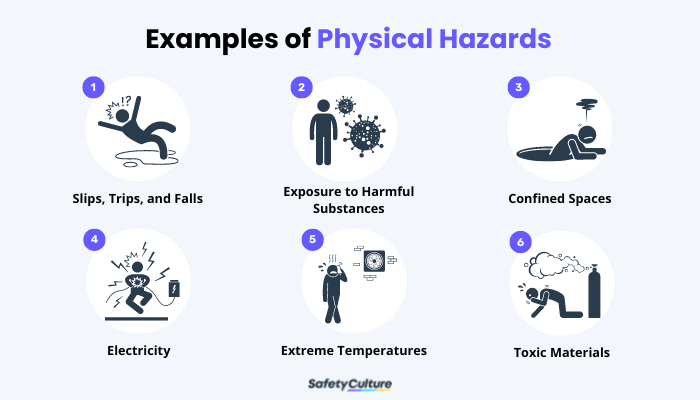 Examples of Physical Hazards
1
Slips, Trips, and Falls
2
Exposure to Harmful
Substances
3
Confined Spaces
4
Electricity
5
Extreme Temperatures
6
Toxic Materials
!?
SafetyCulture